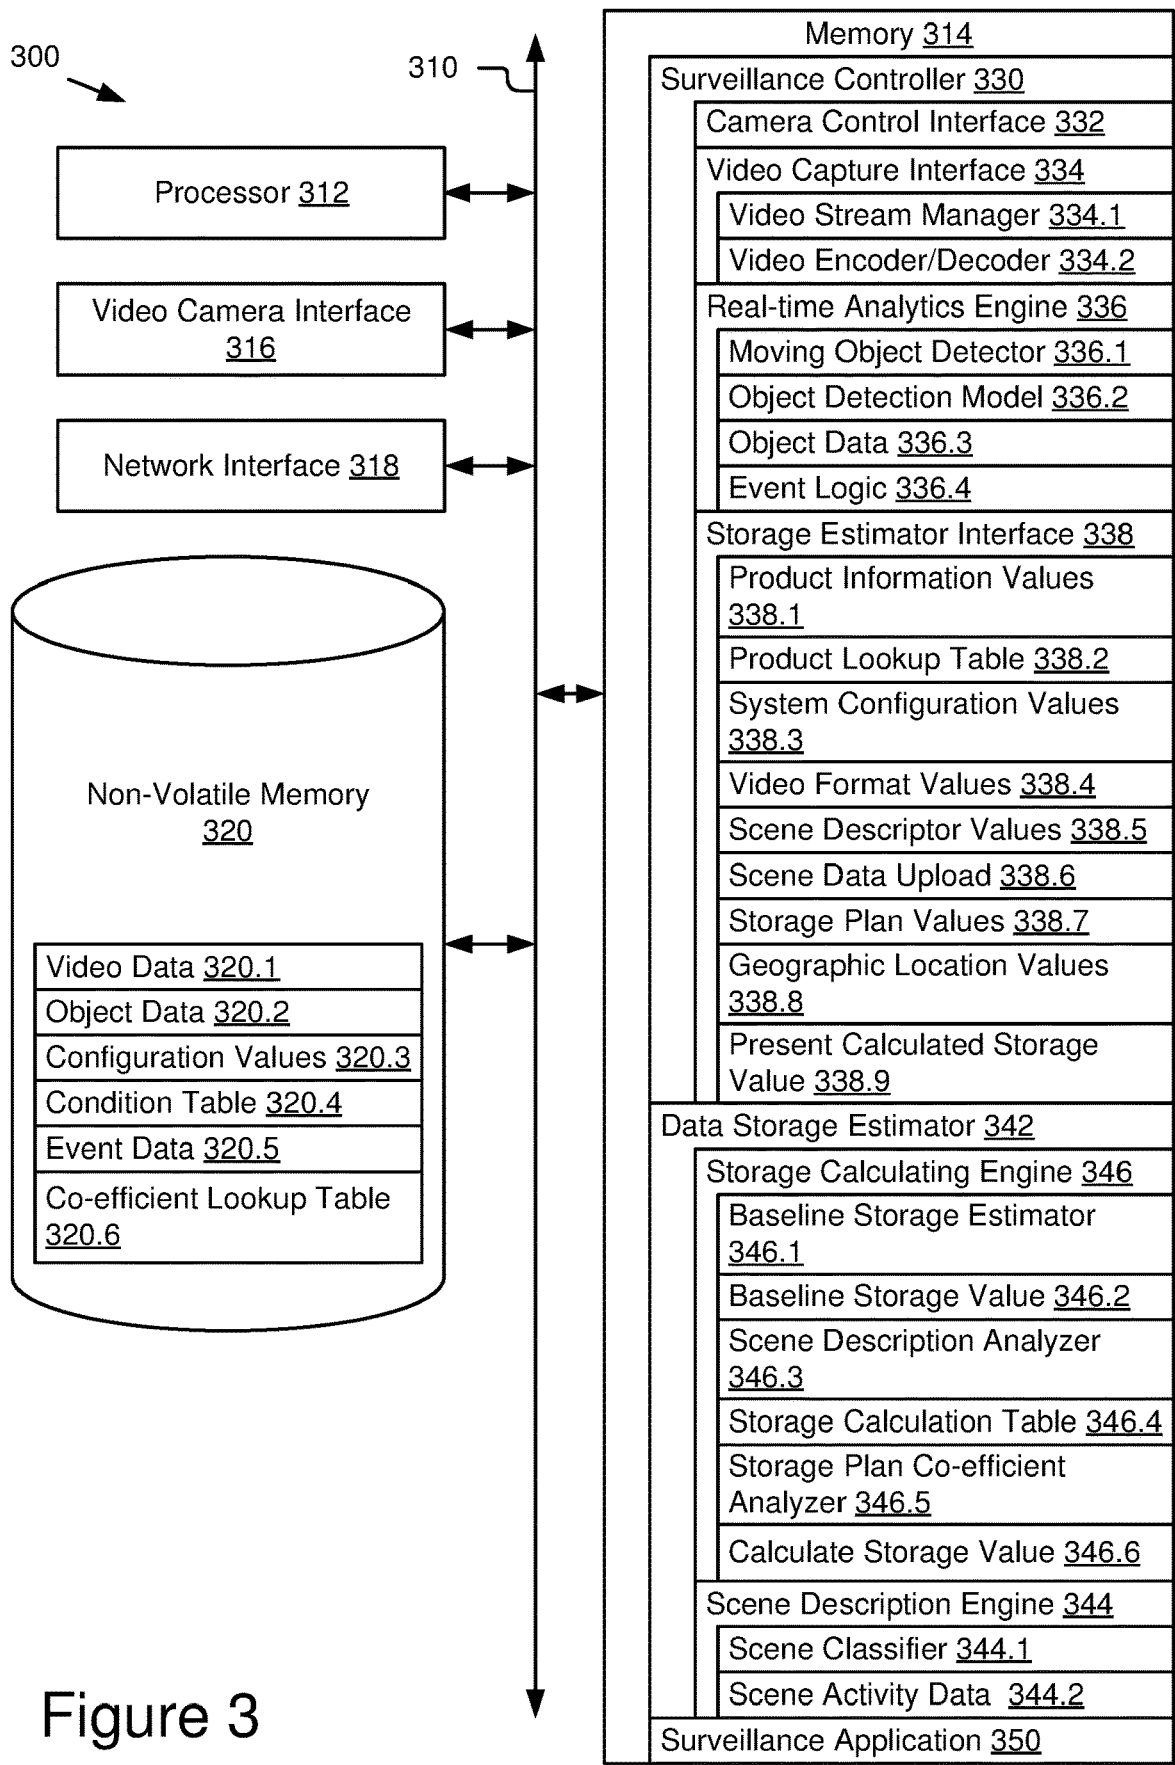 300
310
Processor 312
Video Camera Interface
316
Network Interface 318
Non-Volatile Memory
320
Video Data 320.1
Object Data 320.2
Configuration Values 320.3
Condition Table 320.4
Event Data 320.5
Co-efficient Lookup Table
320.6
Memory 314
Surveillance Controller 330
Camera Control Interface 332
Video Capture Interface 334
Video Stream Manager 334.1
Video Encoder/Decoder 334.2
Real-time Analytics Engine 336
Moving Object Detector 336.1
Object Detection Model 336.2
Object Data 336.3
Event Logic 336.4
Storage Estimator Interface 338
Product Information Values
338.1
Product Lookup Table 338.2
System Configuration Values
338.3
Video Format Values 338.4
Scene Descriptor Values 338.5
Scene Data Upload 338.6
Storage Plan Values 338.7
Geographic Location Values
338.8
Present Calculated Storage
Value 338.9
Data Storage Estimator 342
Storage Calculating Engine 346
Baseline Storage Estimator
346.1
Baseline Storage Value 346.2
Scene Description Analyzer
346.3
Storage Calculation Table 346.4
Storage Plan Co-efficient
Analyzer 346.5
Calculate Storage Value 346.6
Scene Description Engine 344
Scene Classifier 344.1
Scene Activity Data 344.2
Surveillance Application 350
Figure 3